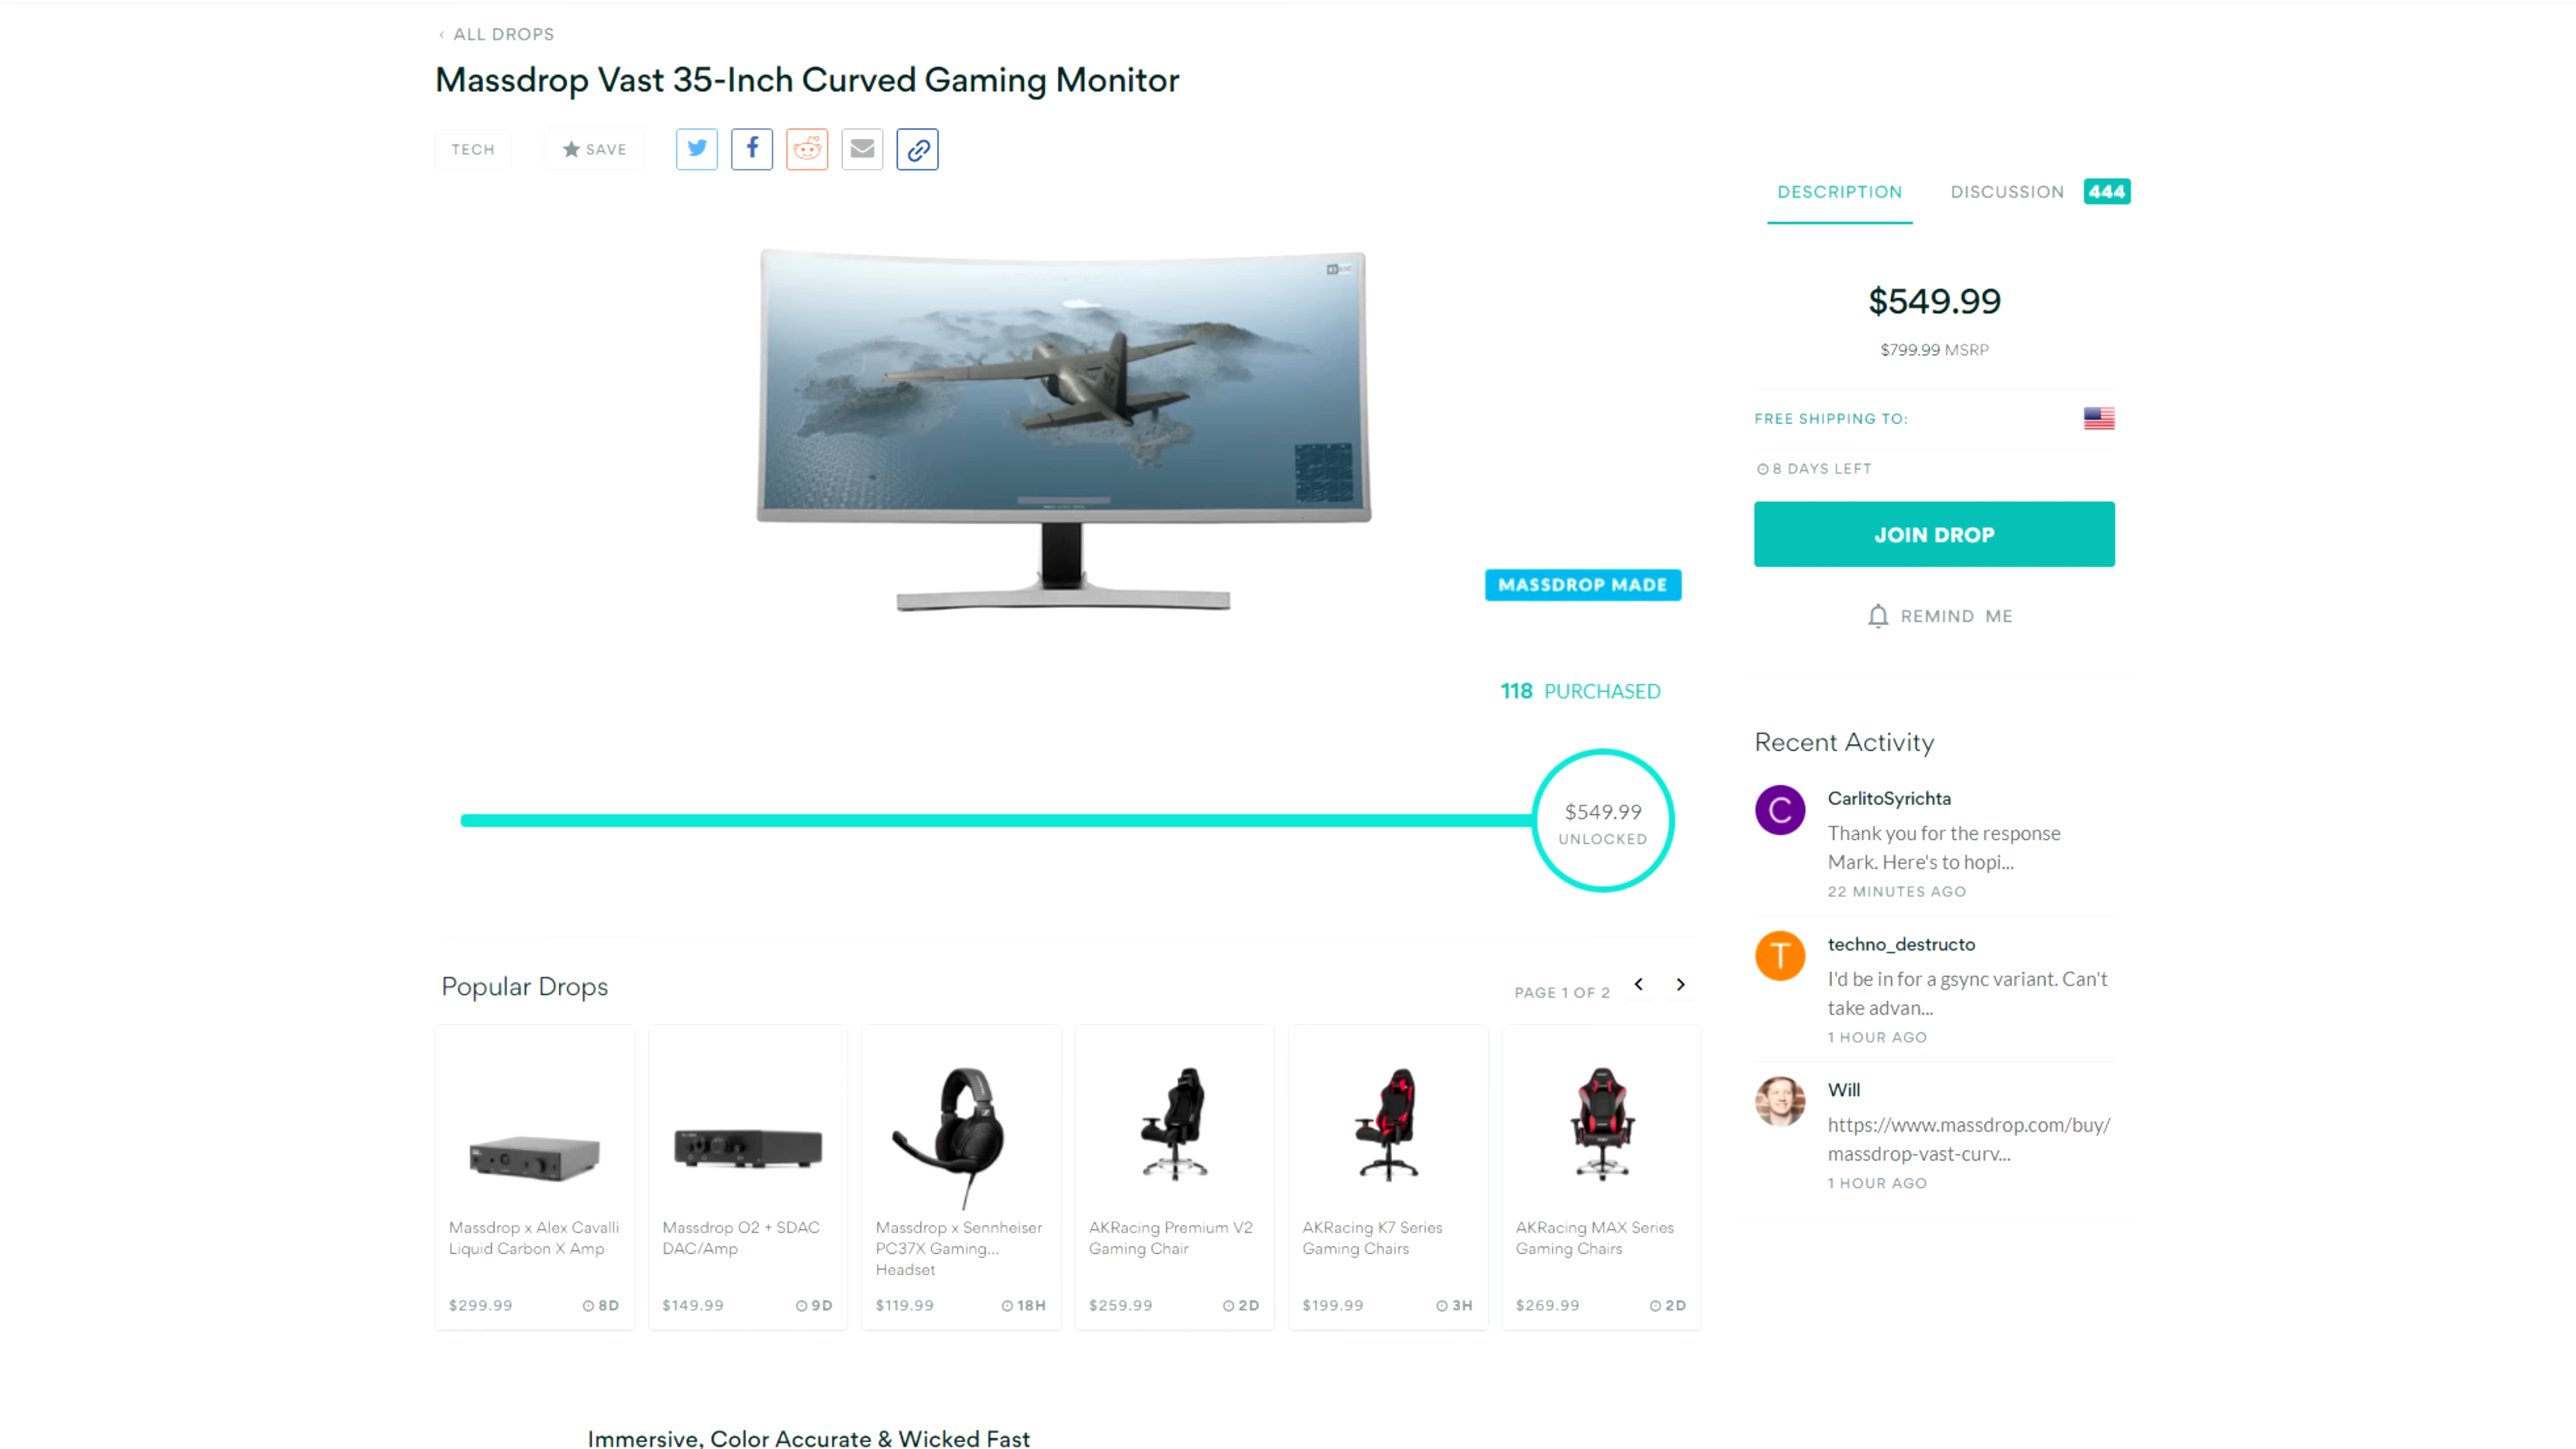 ‹ ALL DROPS
Massdrop Vast 35-Inch Curved Gaming Monitor
TECH
SAVE
DESCRIPTION
DISCUSSION 444
$549.99
$799.99 MSRP
FREE SHIPPING TO:
8 DAYS LEFT
JOIN DROP
REMIND ME
MASSDROP MADE
118 PURCHASED
$549.99
UNLOCKED
Recent Activity
C
CarlitoSyrichta
Thank you for the response
Mark. Here's to hopi...
22 MINUTES AGO
T
techno_destructo
I'd be in for a gsync variant. Can't
take advan...
1 HOUR AGO
Will
https://www.massdrop.com/buy/
massdrop-vast-curv...
1 HOUR AGO
Popular Drops
PAGE 1 OF 2
Massdrop x Alex Cavalli
Liquid Carbon X Amp
$299.99 8D
Massdrop O2 + SDAC
DAC/Amp
$149.99 9D
Massdrop x Sennheiser
PC37X Gaming...
Headset
$119.99 18H
AKRacing Premium V2
Gaming Chair
$259.99 2D
AKRacing K7 Series
Gaming Chairs
$199.99 3H
AKRacing MAX Series
Gaming Chairs
$269.99 2D
Immersive, Color Accurate & Wicked Fast